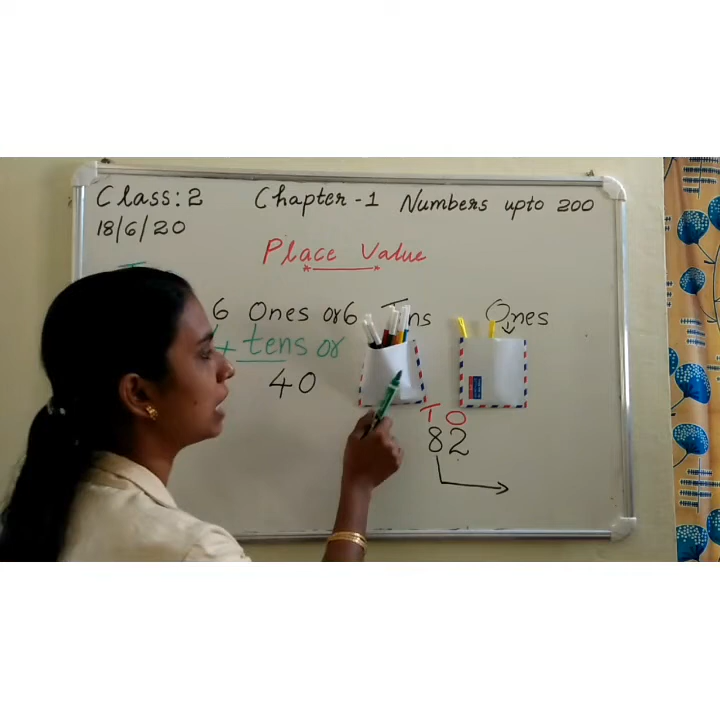 Class: 2 Chapter -1 Numbers upto 200
18/6/20
Place Value
6 Ones or 6 Tens Ones
tens or
40
T O
82